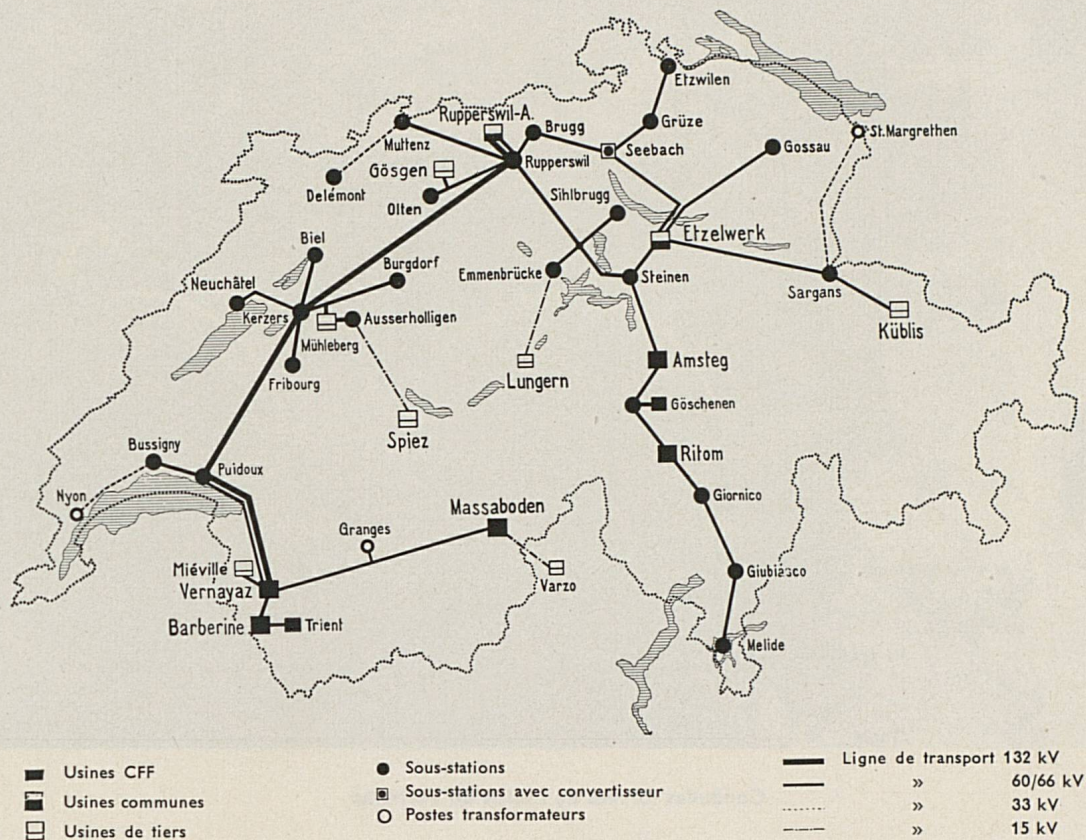 Etzwilen
Rupperswil-A.
Brugg
Grüze
St.Margrethen
Muttenz
Seebach
Gossau
Gösgen
Rupperswil
Delémont
Sihlbrugg
Olten
Etzelwerk
Biel
Burgdorf
Emmenbrücke
Steinen
Neuchâtel
Sargans
Kerzers
Ausserholligen
Küblis
Mühleberg
Amsteg
Fribourg
Lungern
Göschenen
Spiez
Bussigny
Ritom
Puidoux
Nyon
Giornico
Massaboden
Granges
Miéville
Varzo
Giubiasco
Vernayaz
Barberine
Trient
Melide
Usines CFF
Usines communes
Usines de tiers
Sous-stations
Sous-stations avec convertisseur
Postes transformateurs
Ligne de transport 132 kV
» 60/66 kV
» 33 kV
» 15 kV